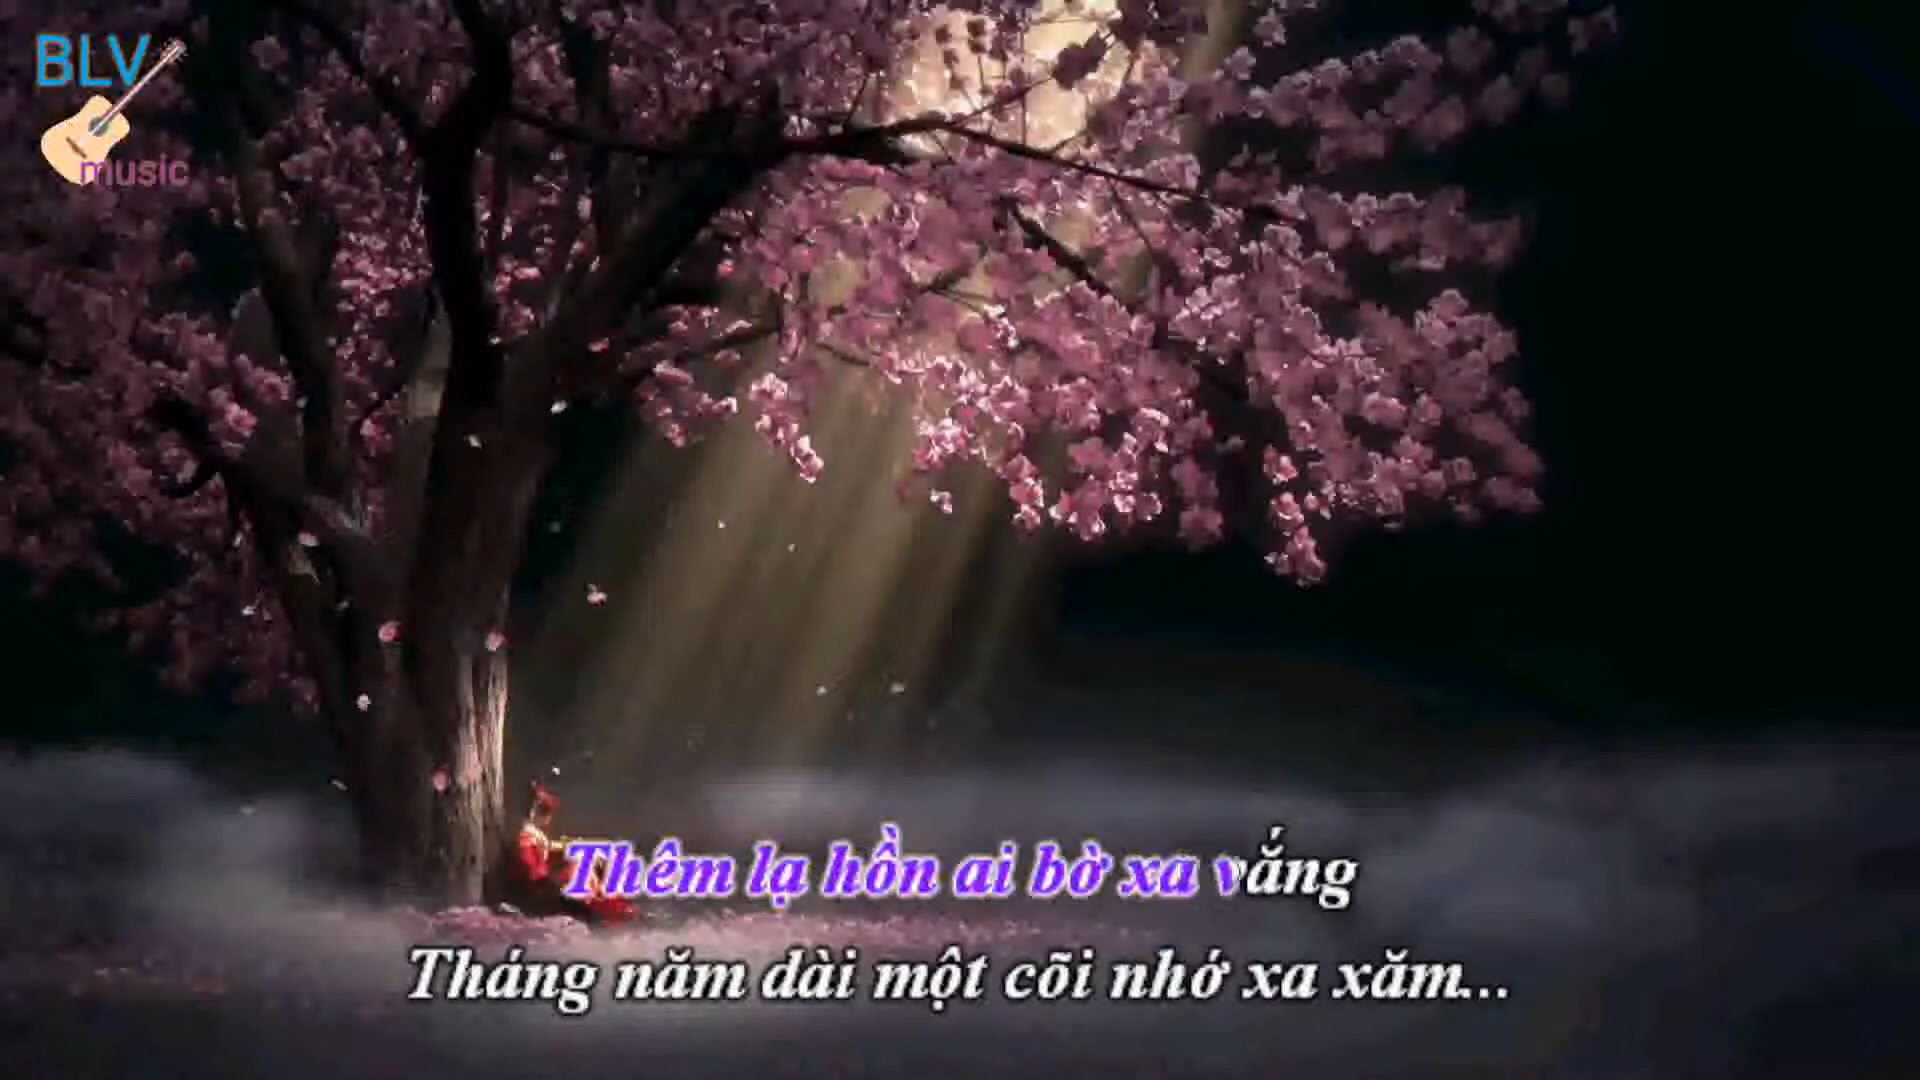 BLV
music
Thêm lạ hồn ai bờ xa vắng
Tháng năm dài một cõi nhớ xa xăm...